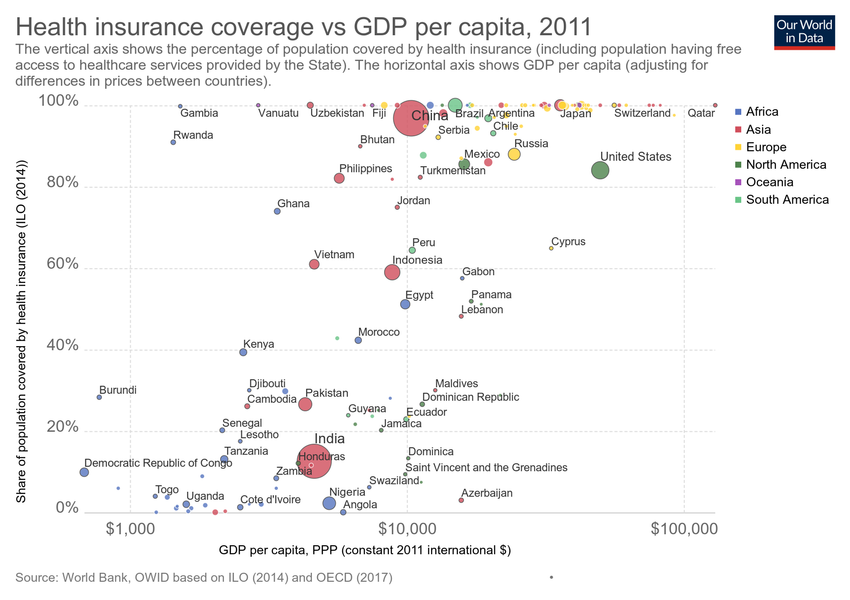 Health insurance coverage vs GDP per capita, 2011
Our World
in Data
The vertical axis shows the percentage of population covered by health insurance (including population having free
access to healthcare services provided by the State). The horizontal axis shows GDP per capita (adjusting for
differences in prices between countries).
Share of population covered by health insurance (ILO (2014))
100%
80%
60%
40%
20%
0%
Gambia
Vanuatu
Uzbekistan
Fiji
China
Brazil
Argentina
Japan
Switzerland
Qatar
Rwanda
Bhutan
Serbia
Chile
Russia
Philippines
Mexico
Turkmenistan
United States
Ghana
Jordan
Vietnam
Peru
Indonesia
Cyprus
Gabon
Egypt
Panama
Lebanon
Kenya
Morocco
Burundi
Djibouti
Cambodia
Pakistan
Maldives
Dominican Republic
Guyana
Ecuador
Jamaica
Senegal
Lesotho
India
Honduras
Tanzania
Democratic Republic of Congo
Zambia
Dominica
Saint Vincent and the Grenadines
Swaziland
Togo
Uganda
Cote d'Ivoire
Nigeria
Angola
Azerbaijan
Africa
Asia
Europe
North America
Oceania
South America
$1,000
$10,000
$100,000
GDP per capita, PPP (constant 2011 international $)
Source: World Bank, OWID based on ILO (2014) and OECD (2017)